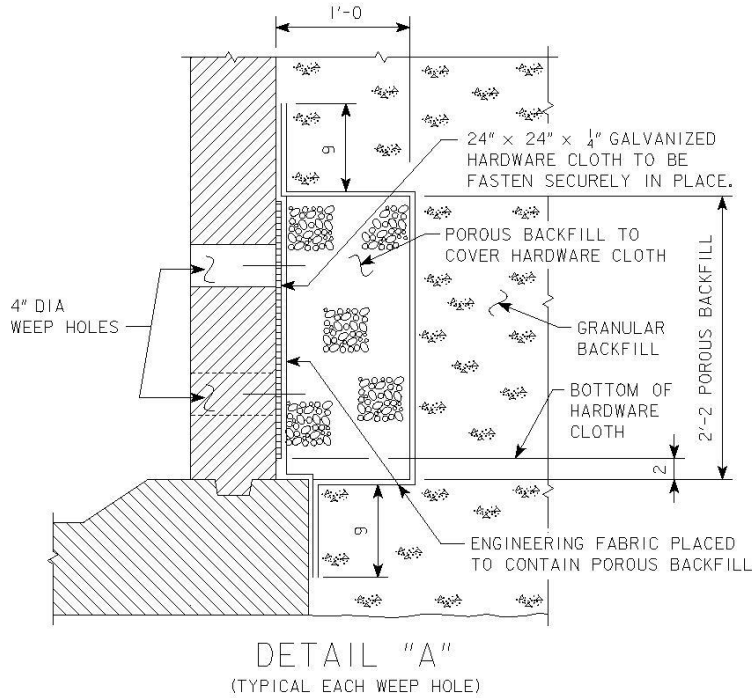 1'-0
9
24" × 24" × 1/4" GALVANIZED
HARDWARE CLOTH TO BE
FASTEN SECURELY IN PLACE.
POROUS BACKFILL TO
COVER HARDWARE CLOTH
4" DIA
WEEP HOLES
GRANULAR
BACKFILL
2'-2 POROUS BACKFILL
BOTTOM OF
HARDWARE
CLOTH
2
9
ENGINEERING FABRIC PLACED
TO CONTAIN POROUS BACKFILL
DETAIL "A"
(TYPICAL EACH WEEP HOLE)